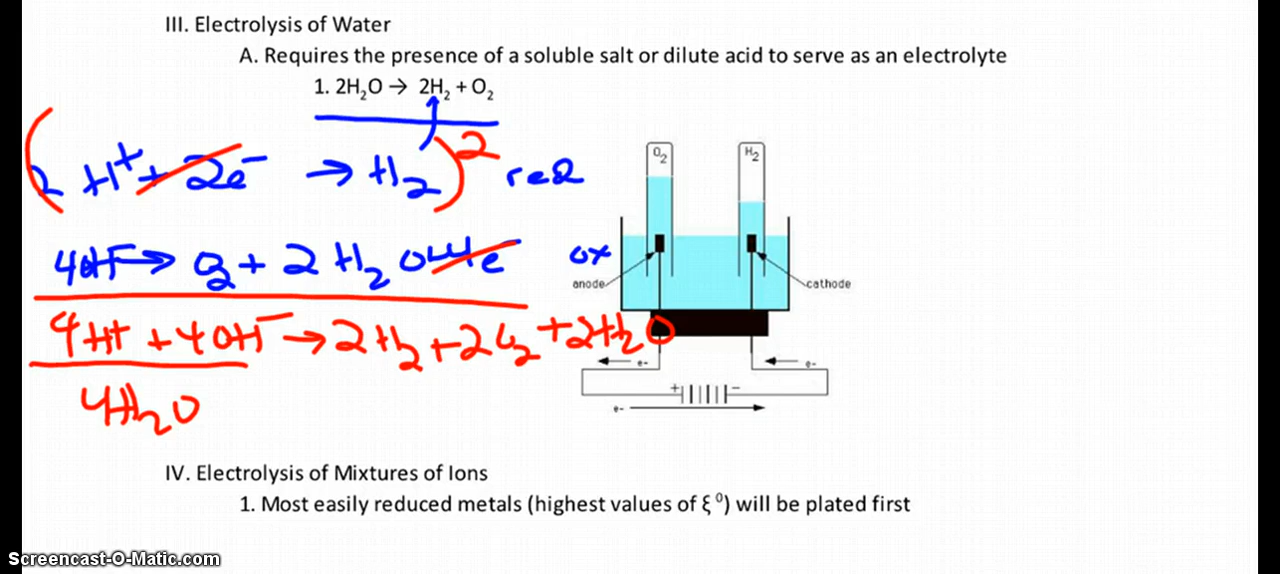 III. Electrolysis of Water
A. Requires the presence of a soluble salt or dilute acid to serve as an electrolyte
1. 2H₂O → 2H₂ + O₂
(2H⁺ + 2e⁻ → H₂)2 red
4OH⁻ → O₂ + 2H₂O + 4e ox
4H⁺ + 4OH⁻ → 2H₂ + 2O₂ + 2H₂O
4H₂O
O₂ H₂
anode cathode
e- e-
+ -
e-
IV. Electrolysis of Mixtures of Ions
1. Most easily reduced metals (highest values of ξ⁰) will be plated first
Screencast-O-Matic.com